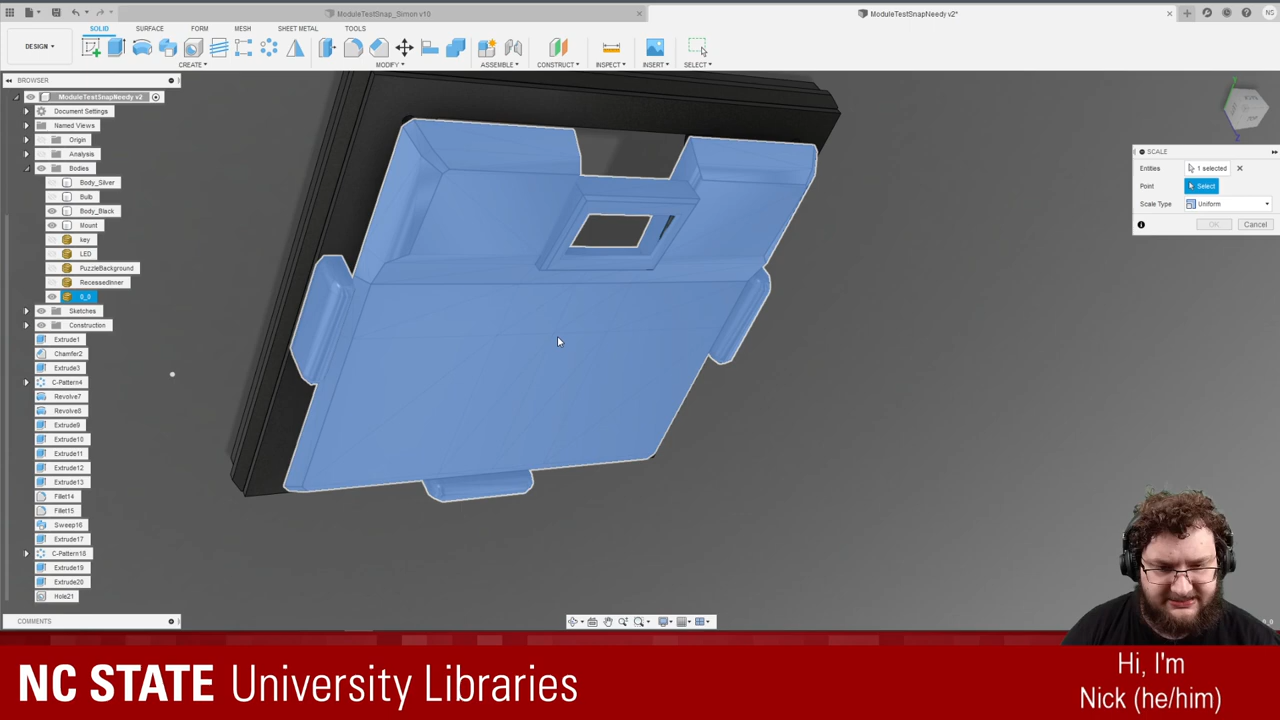 ModuleTestSnap_Simon v10
ModuleTestSnapNeedy v2*
NS
DESIGN
SOLID
SURFACE
FORM
MESH
SHEET METAL
TOOLS
CREATE
MODIFY
ASSEMBLE
CONSTRUCT
INSPECT
INSERT
SELECT
BROWSER
ModuleTestSnapNeedy v2
Document Settings
Named Views
Origin
Analysis
Bodies
Body_Silver
Bulb
Body_Black
Mount
key
LED
PuzzleBackground
RecessedInner
0_0
Sketches
Construction
Extrude1
Chamfer2
Extrude3
C-Pattern4
Revolve7
Revolve8
Extrude9
Extrude10
Extrude11
Extrude12
Extrude13
Fillet14
Fillet15
Sweep16
Extrude17
C-Pattern18
Extrude19
Extrude20
Hole21
COMMENTS
SCALE
Entities 1 selected
Point Select
Scale Type Uniform
OK Cancel
NC STATE University Libraries
Hi, I'm
Nick (he/him)